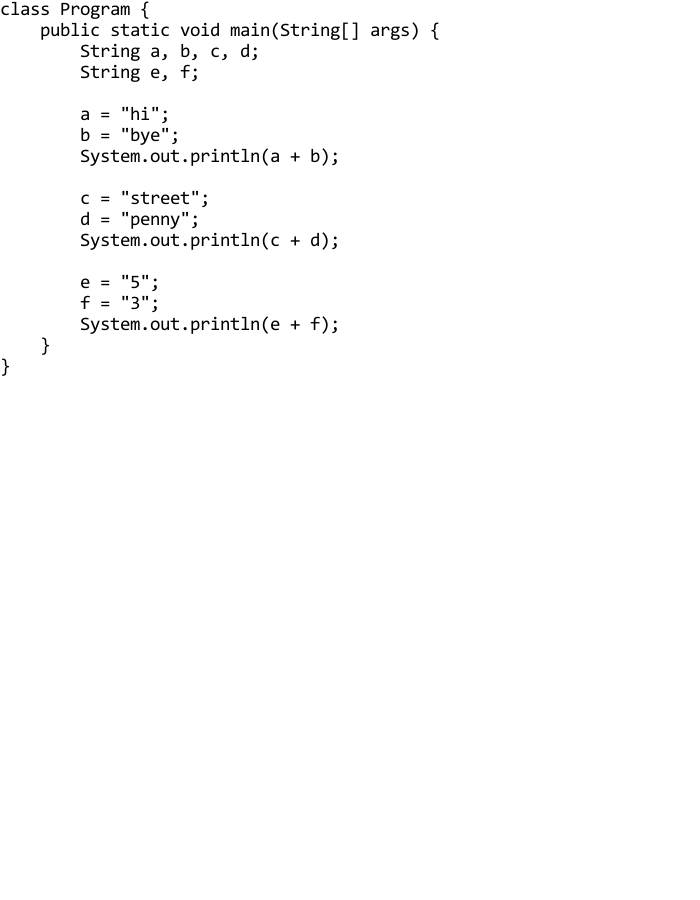 class Program {
    public static void main(String[] args) {
        String a, b, c, d;
        String e, f;

        a = "hi";
        b = "bye";
        System.out.println(a + b);

        c = "street";
        d = "penny";
        System.out.println(c + d);

        e = "5";
        f = "3";
        System.out.println(e + f);
    }
}